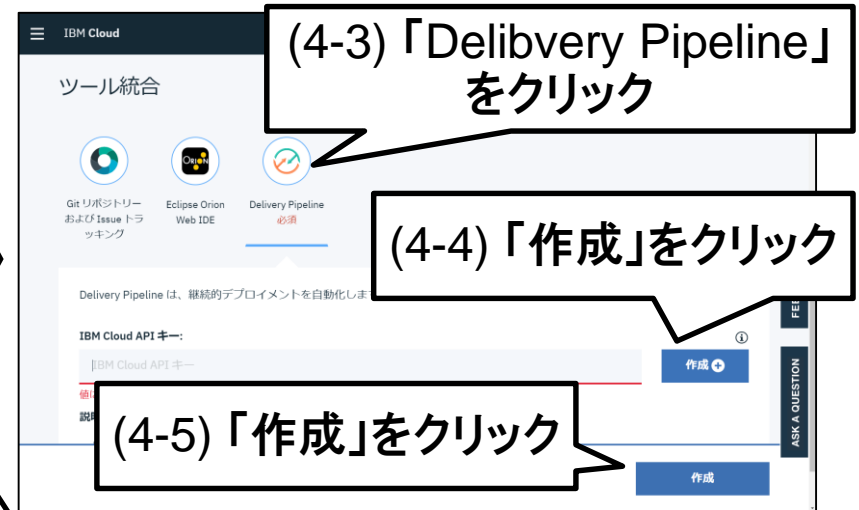 IBM Cloud
(4-3) 「Delibvery Pipeline」
をクリック
ツール統合
ORION
Git リポジトリー
および Issue トラ
ッキング
Eclipse Orion
Web IDE
Delivery Pipeline
必須
(4-4) 「作成」をクリック
Delivery Pipeline は、継続的デプロイメントを自動化しま
IBM Cloud API キー:
IBM Cloud API キー
作成
(4-5) 「作成」をクリック
ASK A QUESTION
作成